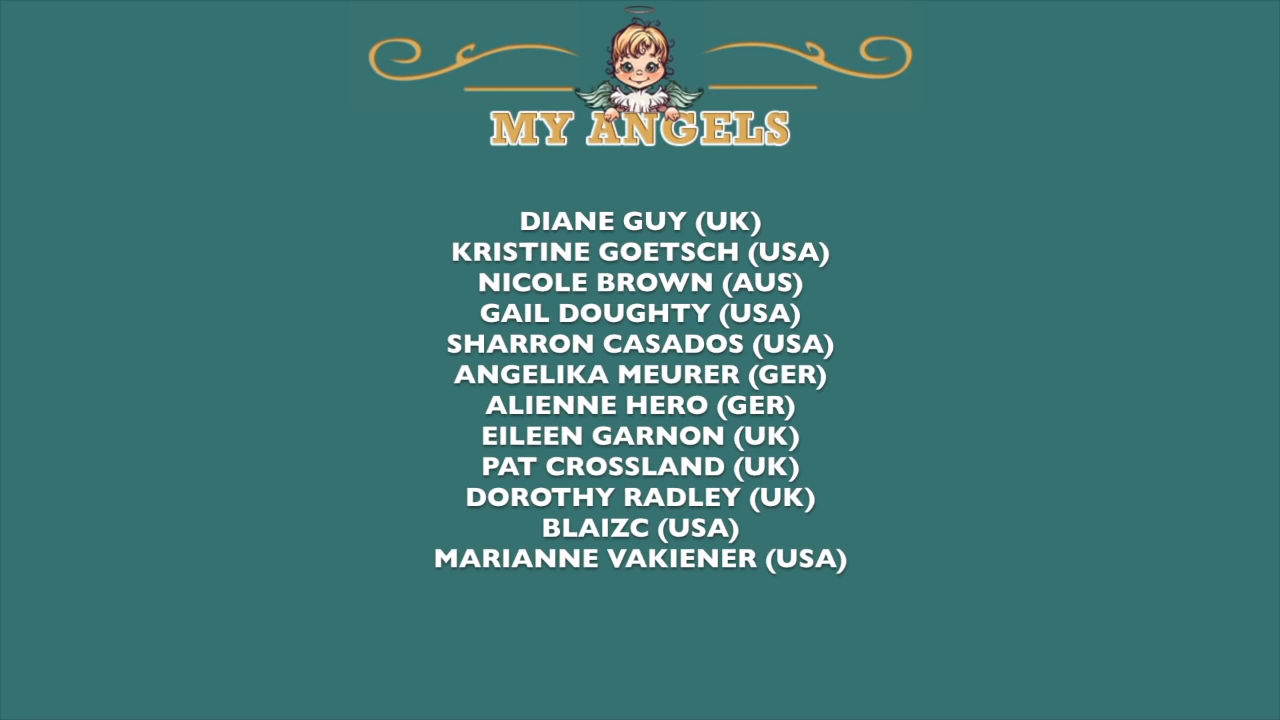 MY ANGELS
DIANE GUY (UK)
KRISTINE GOETSCH (USA)
NICOLE BROWN (AUS)
GAIL DOUGHTY (USA)
SHARRON CASADOS (USA)
ANGELIKA MEURER (GER)
ALIENNE HERO (GER)
EILEEN GARNON (UK)
PAT CROSSLAND (UK)
DOROTHY RADLEY (UK)
BLAIZC (USA)
MARIANNE VAKIENER (USA)